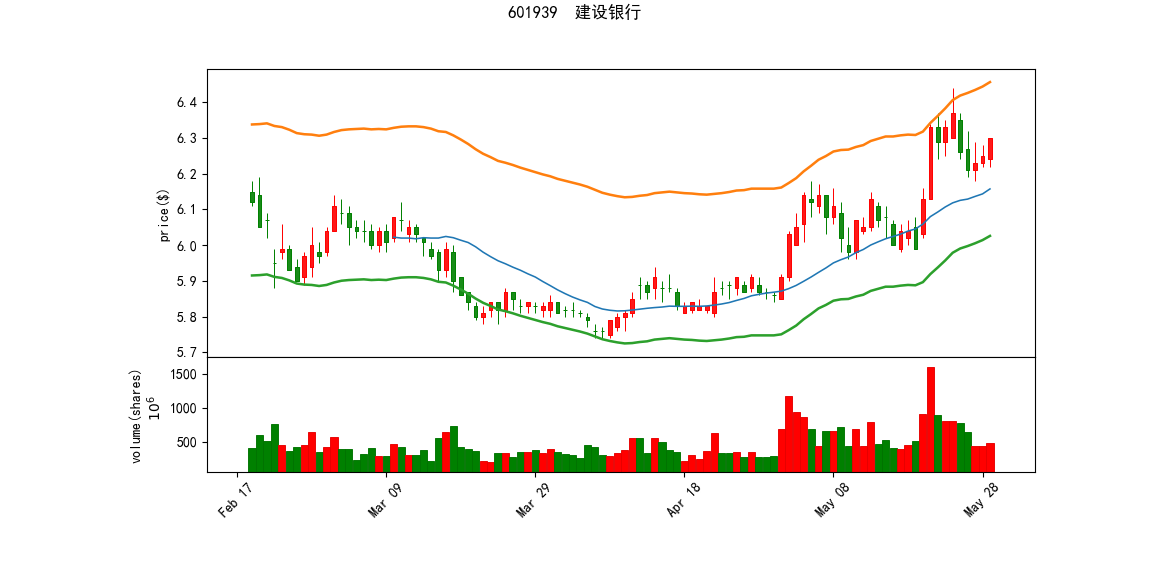 601939 建设银行
price($)
6.4
6.3
6.2
6.1
6.0
5.9
5.8
5.7
volume(shares)
10^6
1500
1000
500
Feb 17
Mar 09
Mar 29
Apr 18
May 08
May 28